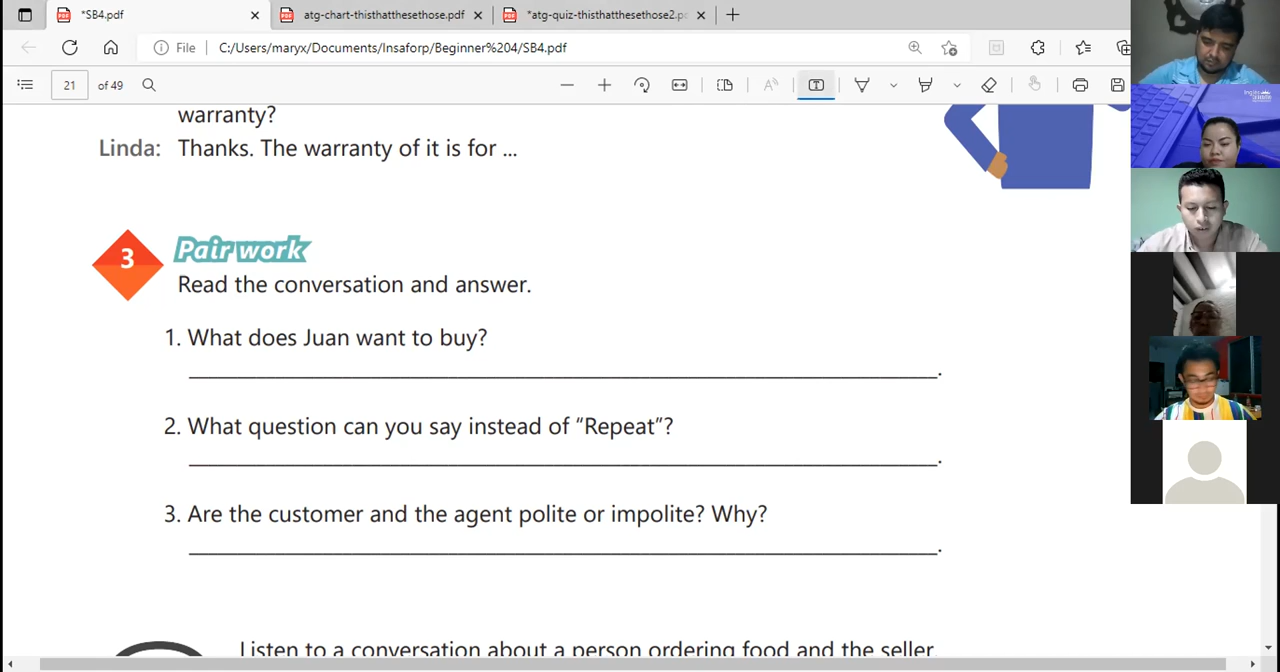 *SB4.pdf
atg-chart-thisthatthesethose.pdf
*atg-quiz-thisthatthesethose2.p
File
C:/Users/maryx/Documents/Insaforp/Beginner%204/SB4.pdf
21 of 49
warranty?
Linda: Thanks. The warranty of it is for ...
3 Pair work
Read the conversation and answer.
1. What does Juan want to buy?
2. What question can you say instead of “Repeat”?
3. Are the customer and the agent polite or impolite? Why?
Listen to a conversation about a person ordering food and the seller.